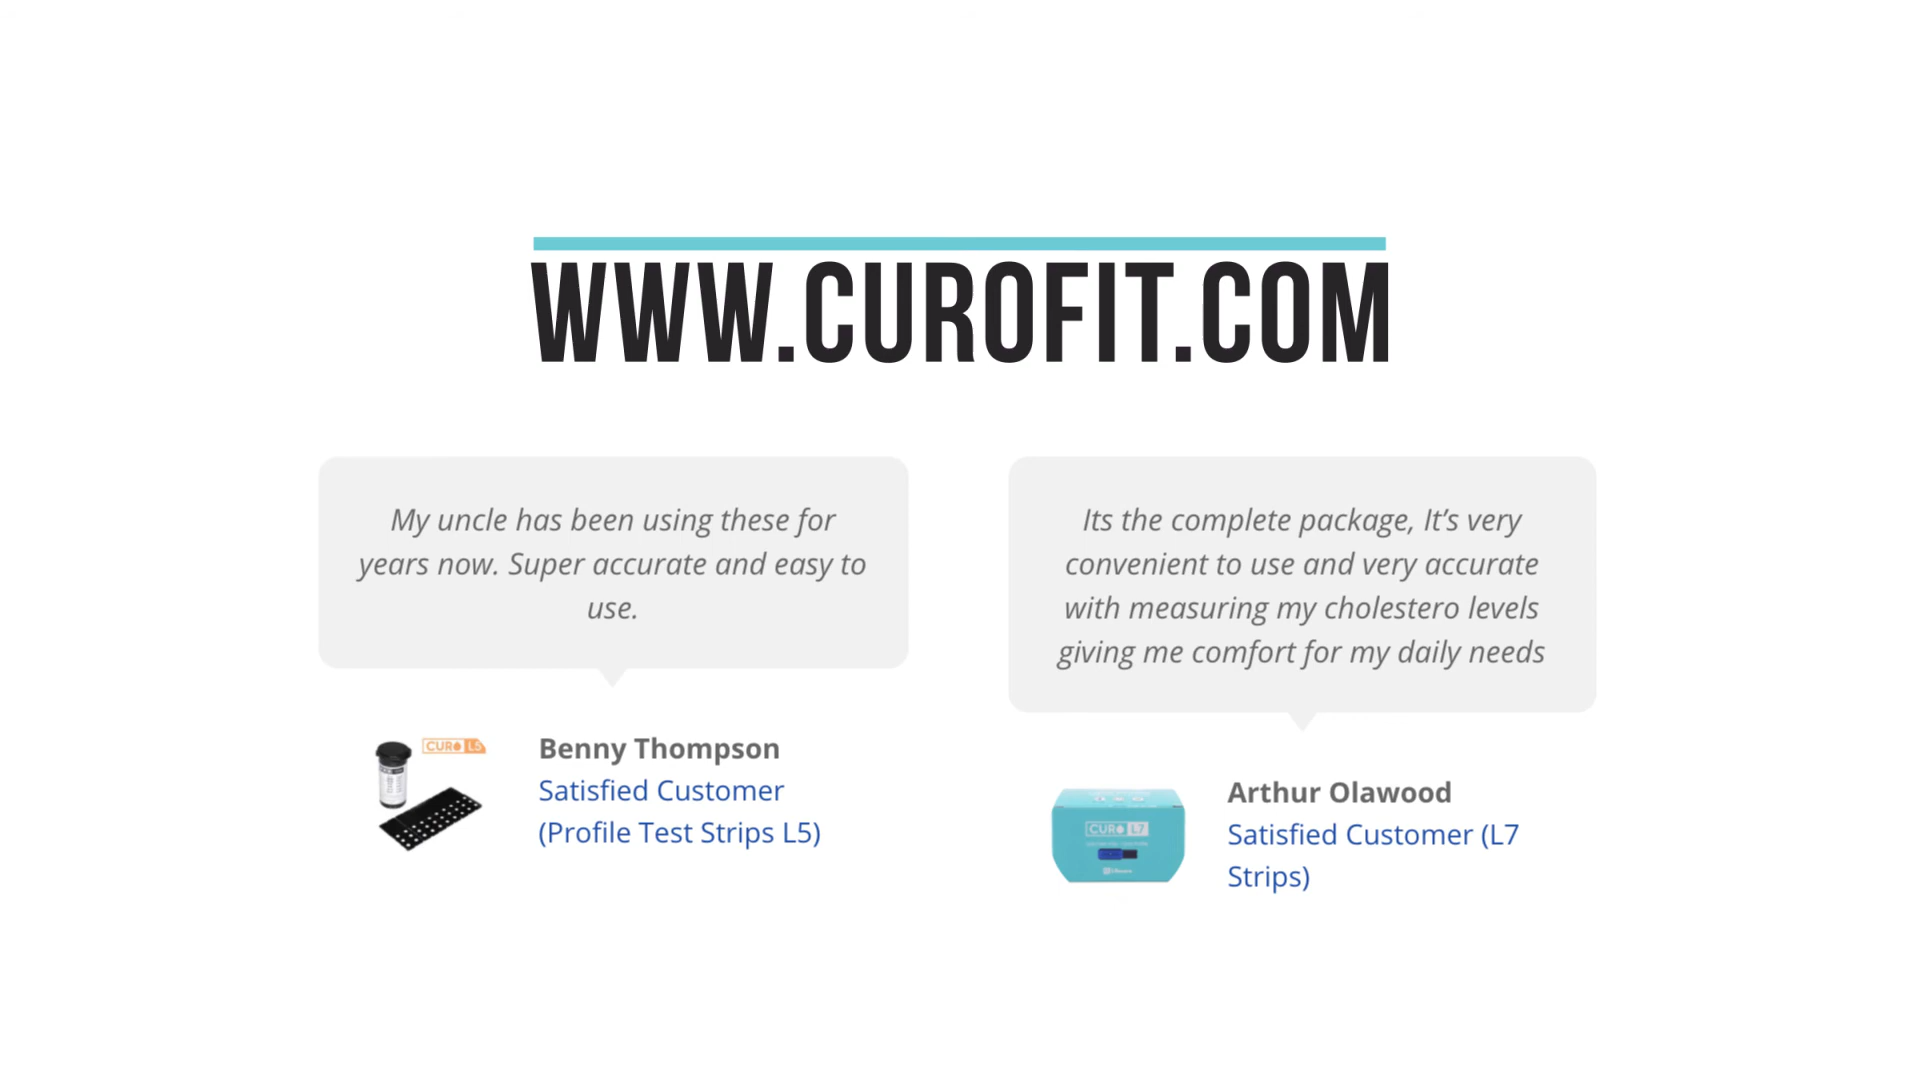 WWW.CUROFIT.COM
My uncle has been using these for
years now. Super accurate and easy to
use.
Its the complete package, It’s very
convenient to use and very accurate
with measuring my cholestero levels
giving me comfort for my daily needs
CURO L5
Benny Thompson
Satisfied Customer
(Profile Test Strips L5)
CURO L7
Arthur Olawood
Satisfied Customer (L7
Strips)